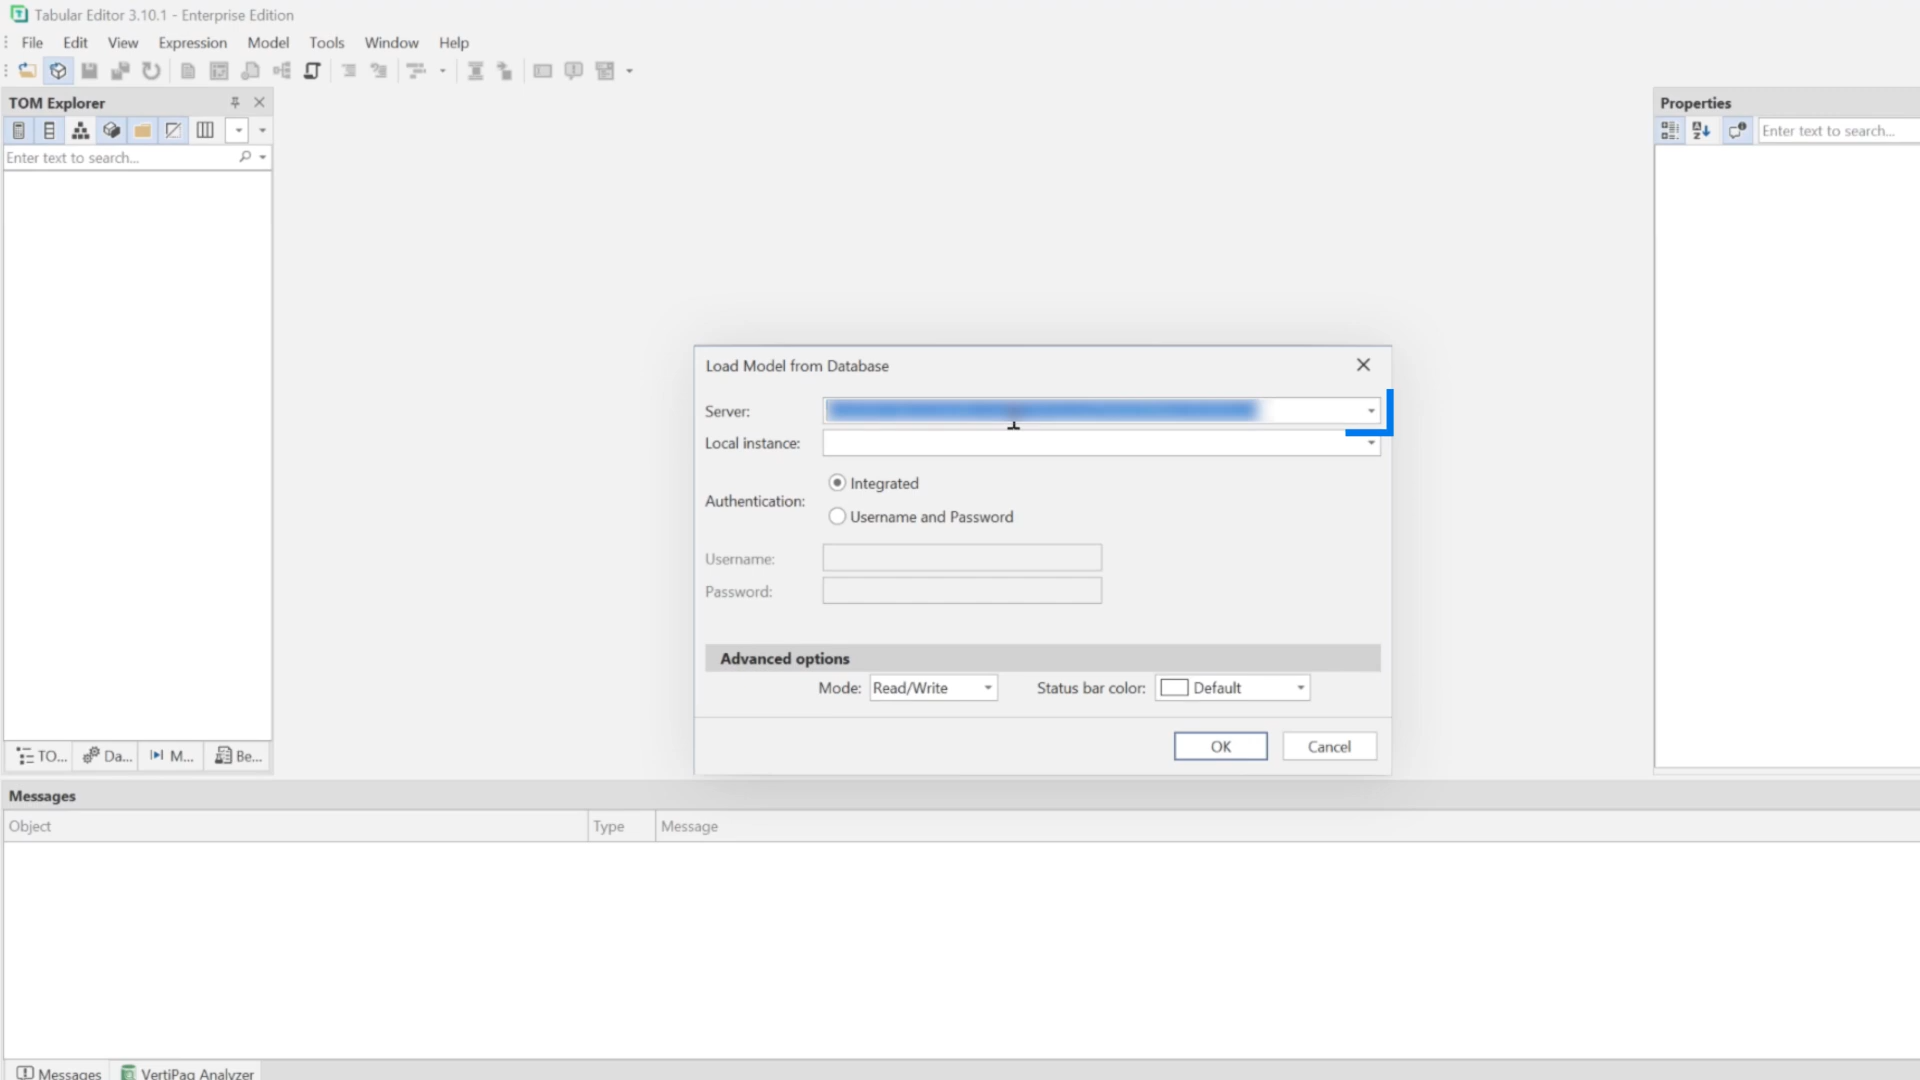 Tabular Editor 3.10.1 - Enterprise Edition
File Edit View Expression Model Tools Window Help
TOM Explorer
Properties
Enter text to search...
Enter text to search...
Load Model from Database
Server:
Local instance:
Integrated
Authentication:
Username and Password
Username:
Password:
Advanced options
Mode: Read/Write Status bar color: Default
OK Cancel
TO... Da... M... Be...
Messages
Object Type Message
Messages VertiPaq Analyzer